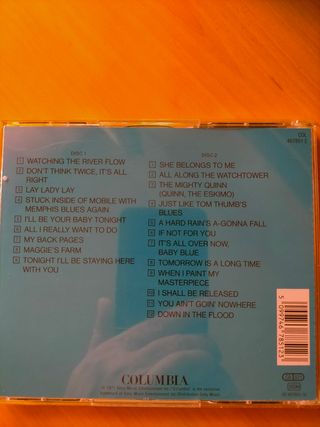 DISC 1
1 WATCHING THE RIVER FLOW
2 DON'T THINK TWICE, IT'S ALL
RIGHT
3 LAY LADY LAY
4 STUCK INSIDE OF MOBILE WITH
MEMPHIS BLUES AGAIN
5 I'LL BE YOUR BABY TONIGHT
6 ALL I REALLY WANT TO DO
7 MY BACK PAGES
8 MAGGIE'S FARM
9 TONIGHT I'LL BE STAYING HERE
WITH YOU
DISC 2
1 SHE BELONGS TO ME
2 ALL ALONG THE WATCHTOWER
3 THE MIGHTY QUINN
(QUINN, THE ESKIMO)
4 JUST LIKE TOM THUMB'S
BLUES
5 A HARD RAIN'S A-GONNA FALL
6 IF NOT FOR YOU
7 IT'S ALL OVER NOW,
BABY BLUE
8 TOMORROW IS A LONG TIME
9 WHEN I PAINT MY
MASTERPIECE
10 I SHALL BE RELEASED
11 YOU AIN'T GOIN' NOWHERE
12 DOWN IN THE FLOOD
COLUMBIA
5 099746 785123